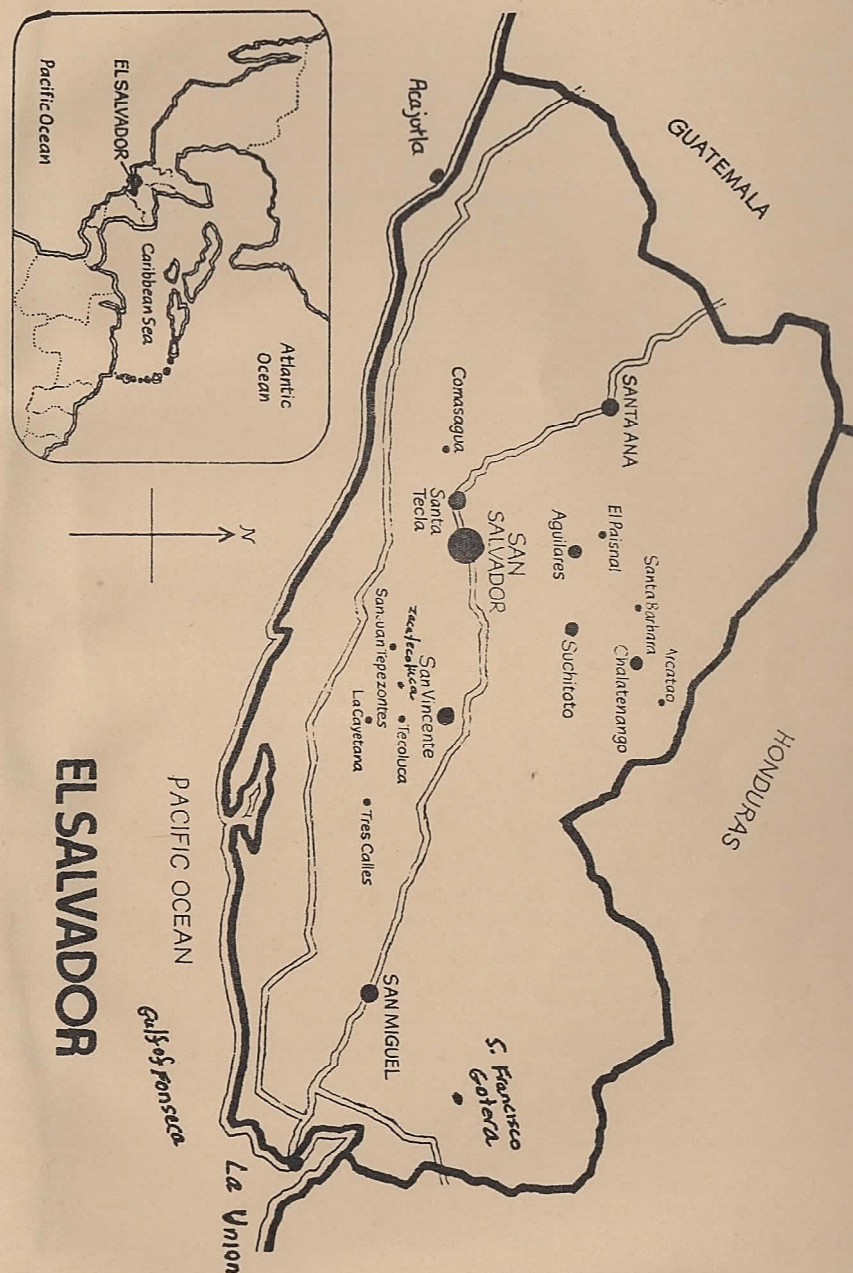 GUATEMALA
HONDURAS
Acajutla
SANTA ANA
Comasagua
Santa
Tecla
SAN
SALVADOR
Aguilares
El Paisnal
Santa Barbara
Arcatao
Chalatenango
Suchitoto
San Vincente
Zacatecoluca
San Juan Tepezontes
Tecoluca
La Cayetana
Tres Calles
SAN MIGUEL
S. Francisco
Gotera
La Union
Gulf of Fonseca
PACIFIC OCEAN
EL SALVADOR
N
EL SALVADOR
Pacific Ocean
Caribbean Sea
Atlantic
Ocean